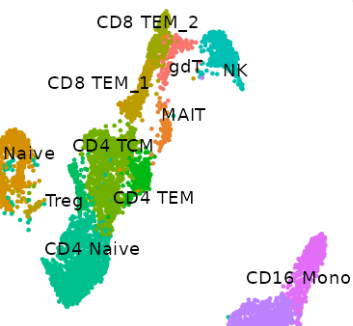 CD8 TEM_2
gdT
NK
CD8 TEM_1
MAIT
CD4 TCM
Naive
Treg
CD4 TEM
CD4 Naive
CD16 Mono